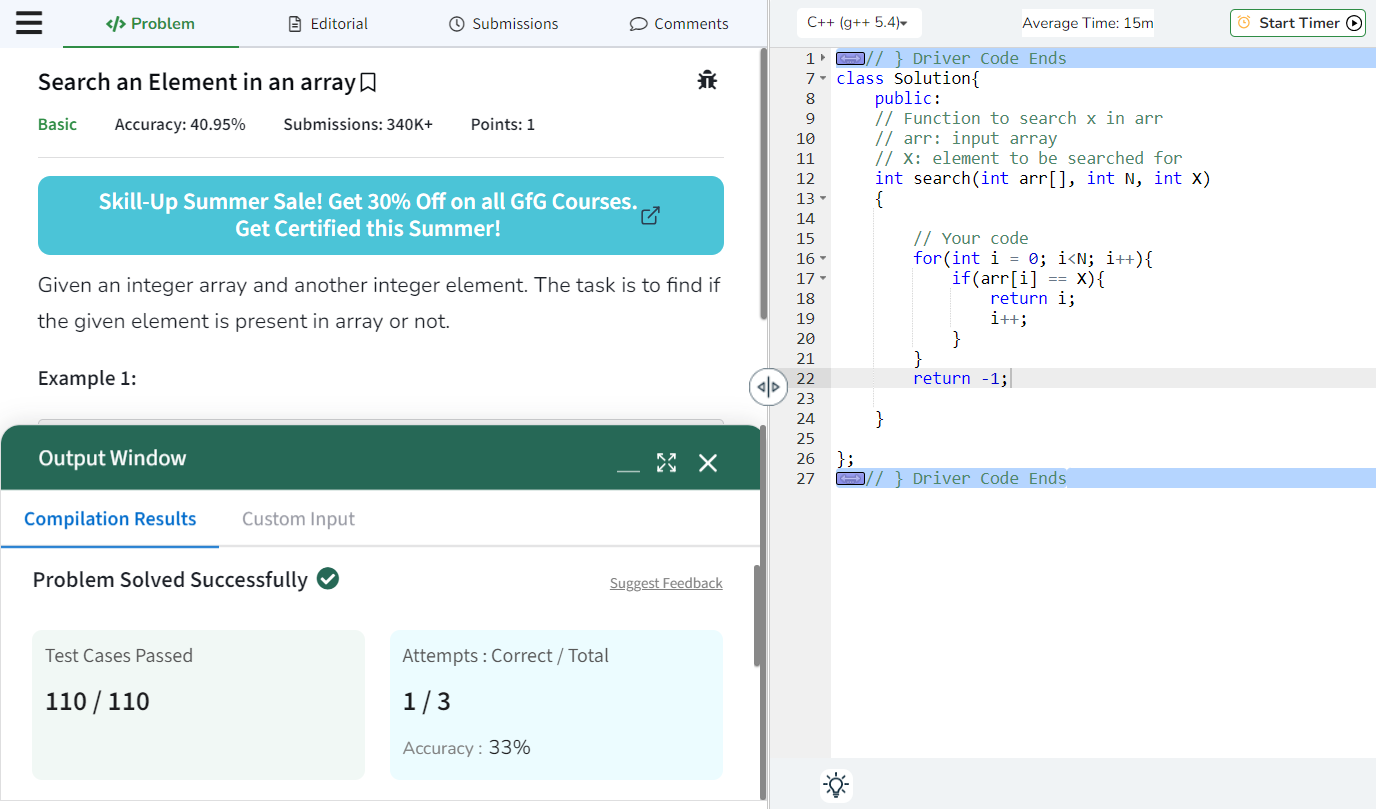 Problem
Editorial
Submissions
Comments
Search an Element in an array
Basic
Accuracy: 40.95%
Submissions: 340K+
Points: 1
Skill-Up Summer Sale! Get 30% Off on all GfG Courses.
Get Certified this Summer!
Given an integer array and another integer element. The task is to find if
the given element is present in array or not.
Example 1:
Output Window
Compilation Results
Custom Input
Problem Solved Successfully
Suggest Feedback
Test Cases Passed
110 / 110
Attempts : Correct / Total
1 / 3
Accuracy : 33%
C++ (g++ 5.4)
Average Time: 15m
Start Timer
1 // } Driver Code Ends
7 class Solution{
8 public:
9 // Function to search x in arr
10 // arr: input array
11 // X: element to be searched for
12 int search(int arr[], int N, int X)
13 {
14
15 // Your code
16 for(int i = 0; i<N; i++){
17 if(arr[i] == X){
18 return i;
19 i++;
20 }
21 }
22 return -1;
23
24 }
25
26 };
27 // } Driver Code Ends